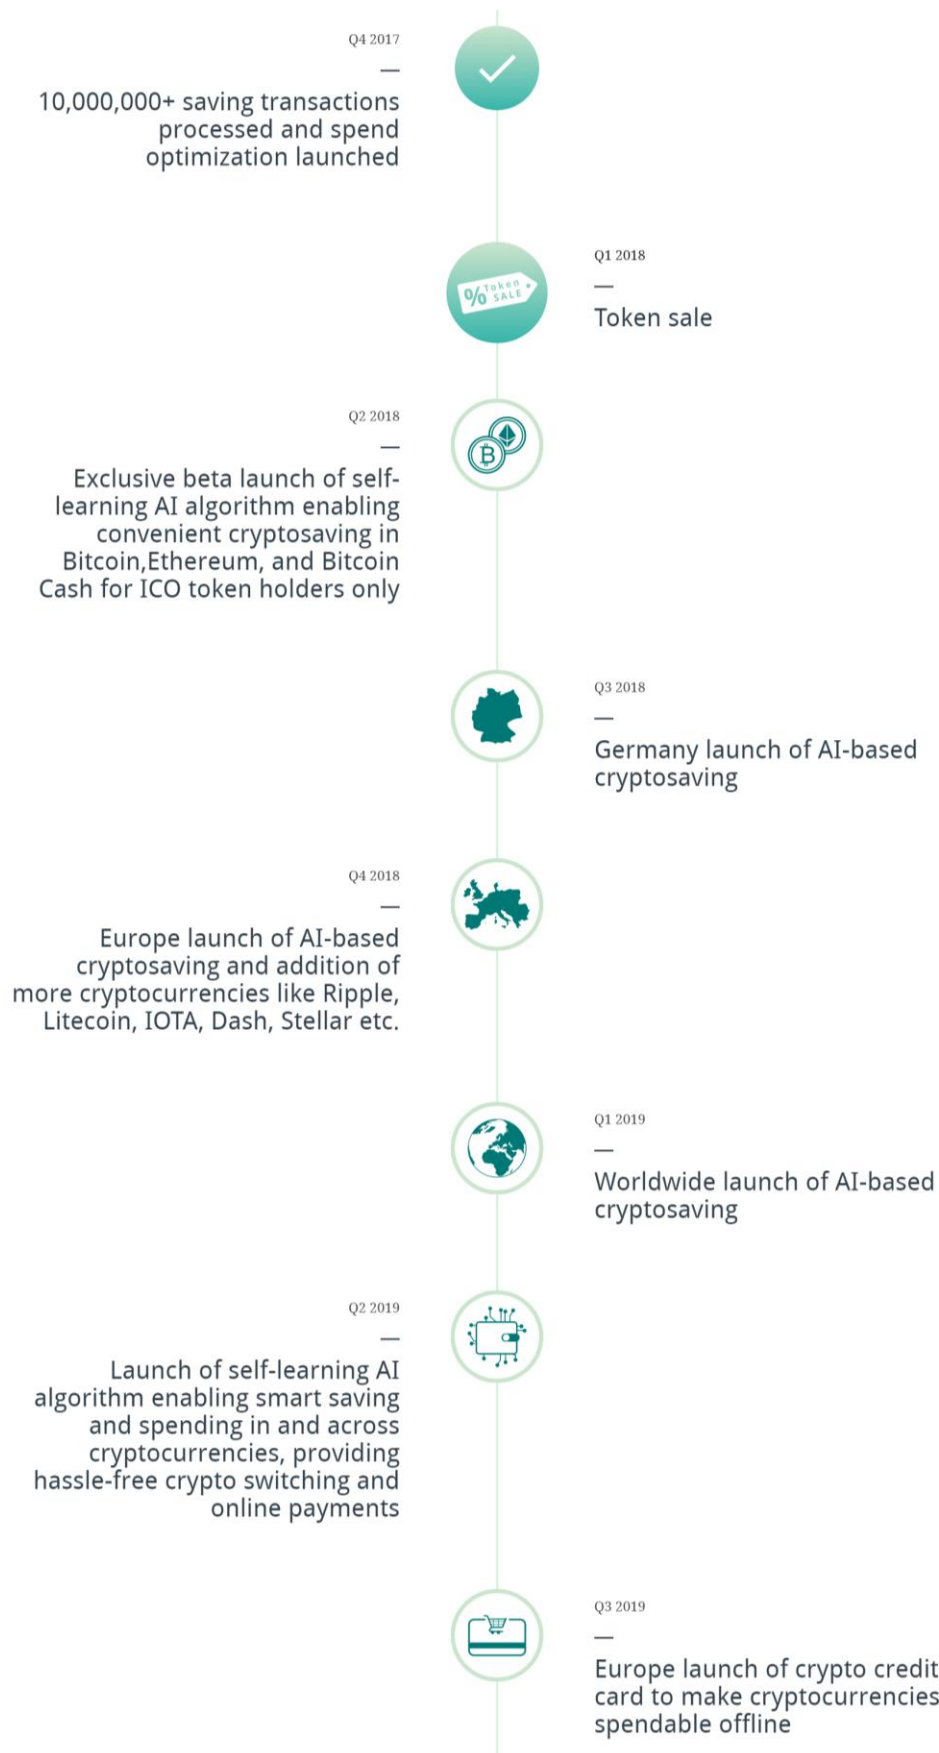 Q4 2017
—
10,000,000+ saving transactions
processed and spend
optimization launched
Q1 2018
—
% Token
SALE
Token sale
Q2 2018
—
Exclusive beta launch of self-
learning AI algorithm enabling
convenient cryptosaving in
Bitcoin,Ethereum, and Bitcoin
Cash for ICO token holders only
Q3 2018
—
Germany launch of AI-based
cryptosaving
Q4 2018
—
Europe launch of AI-based
cryptosaving and addition of
more cryptocurrencies like Ripple,
Litecoin, IOTA, Dash, Stellar etc.
Q1 2019
—
Worldwide launch of AI-based
cryptosaving
Q2 2019
—
Launch of self-learning AI
algorithm enabling smart saving
and spending in and across
cryptocurrencies, providing
hassle-free crypto switching and
online payments
Q3 2019
—
Europe launch of crypto credit
card to make cryptocurrencies
spendable offline